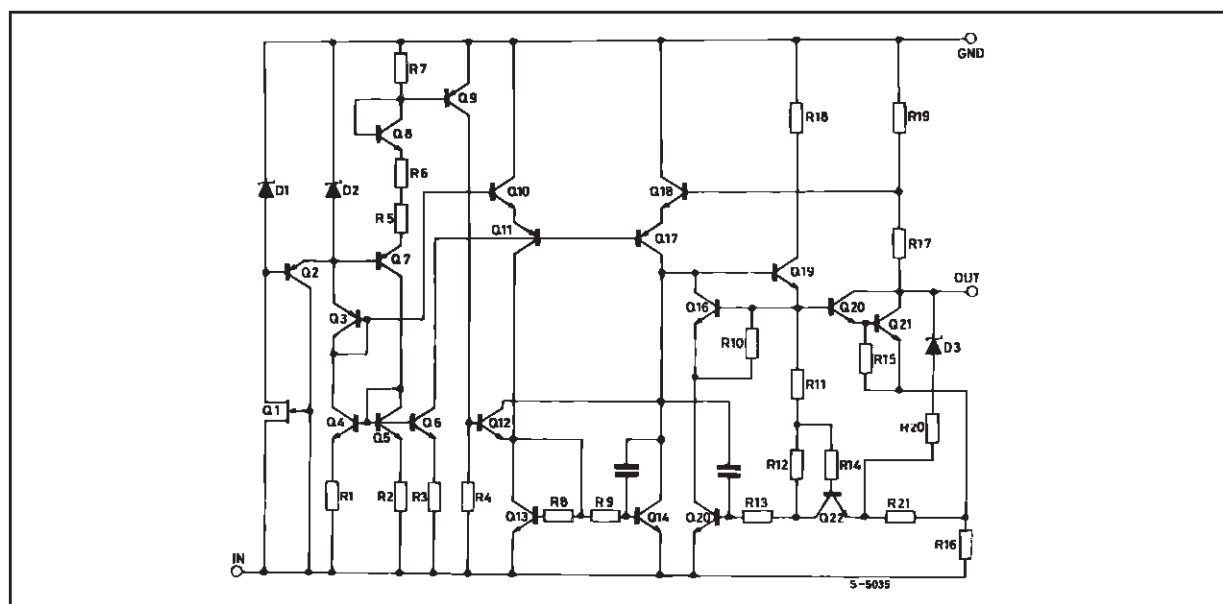 R7
GND
Q9
Q8
R18
R19
R6
D1
D2
Q10
Q18
R5
Q11
Q17
R17
Q2
Q7
Q19
OUT
Q3
Q16
Q20
Q21
R10
R15
D3
R11
Q1
Q4
Q5
Q6
Q12
R20
R12
R14
R1
R2
R3
R4
R8
R9
R13
R21
Q13
Q14
Q20
Q22
R16
IN
S-5035